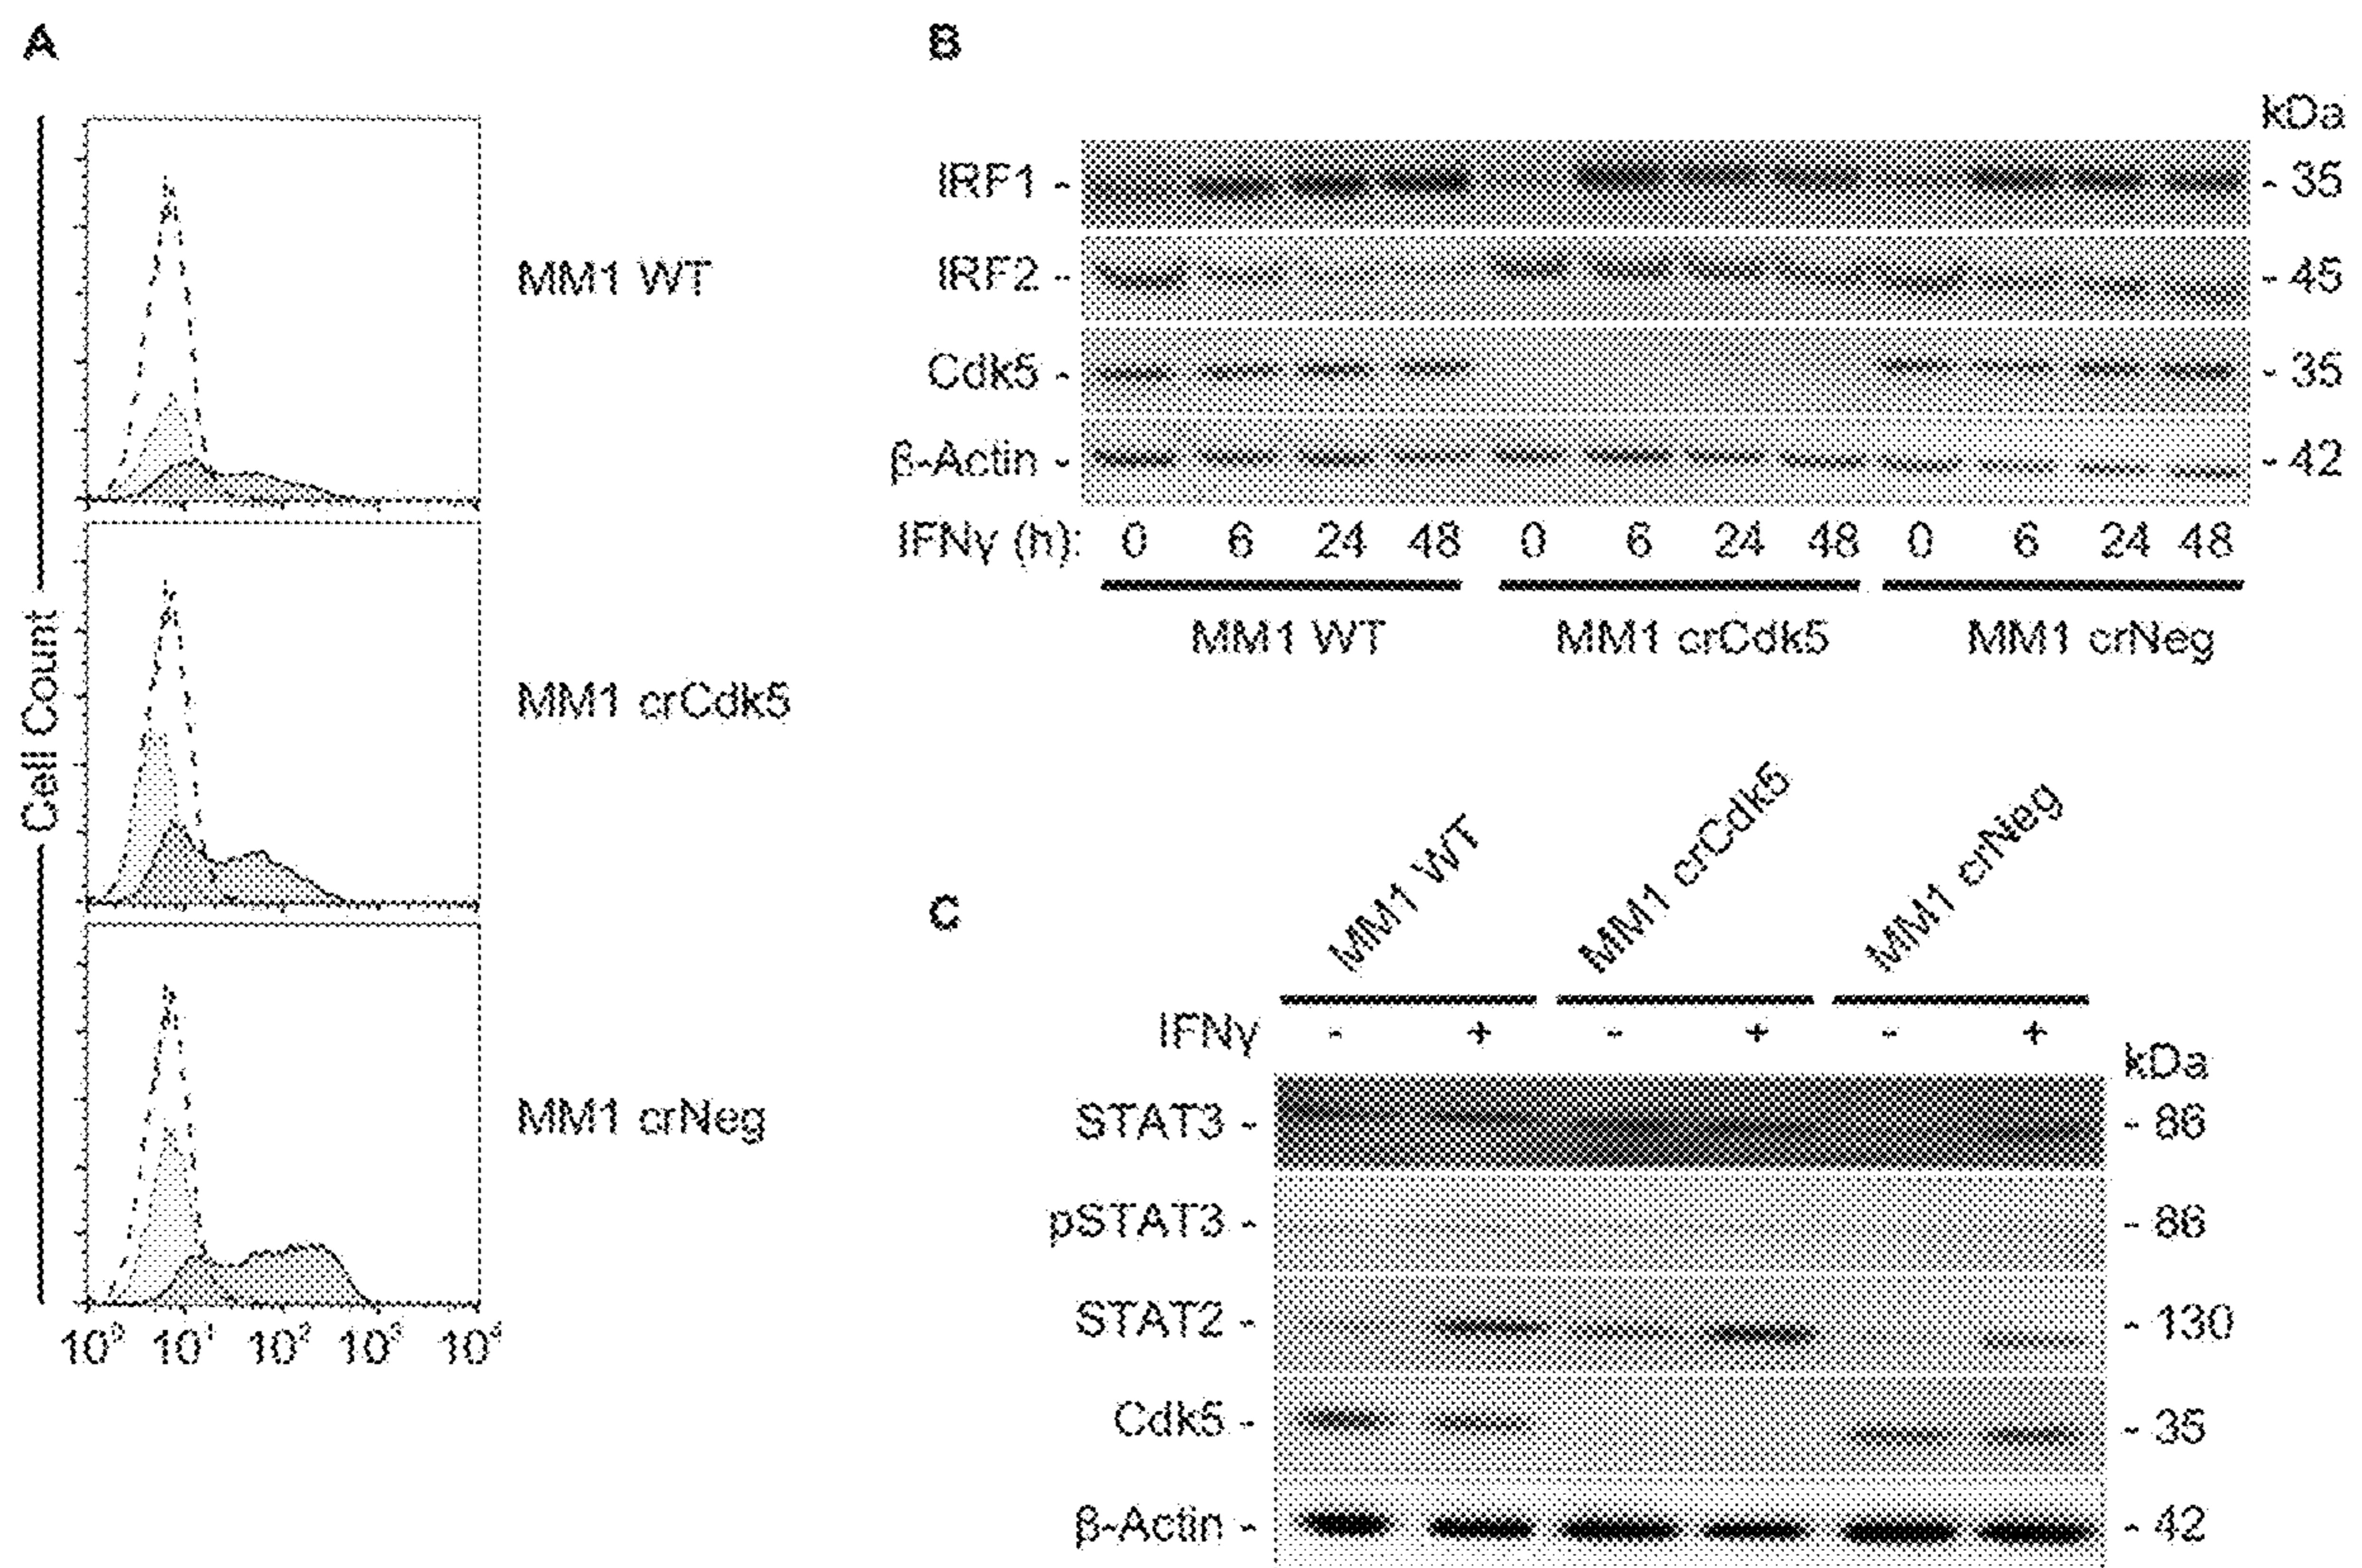 A
Cell Count
MM1 WT
MM1 crCdk5
MM1 crNeg
10⁰ 10¹ 10² 10³ 10⁴
B
kDa
IRF1 - - 35
IRF2 - - 45
Cdk5 - - 35
β-Actin - - 42
IFNγ (h): 0 6 24 48 0 6 24 48 0 6 24 48
MM1 WT MM1 crCdk5 MM1 crNeg
C
MM1 WT MM1 crCdk5 MM1 crNeg
IFNγ - + - + - +
kDa
STAT3 - - 86
pSTAT3 - - 86
STAT2 - - 130
Cdk5 - - 35
β-Actin - - 42